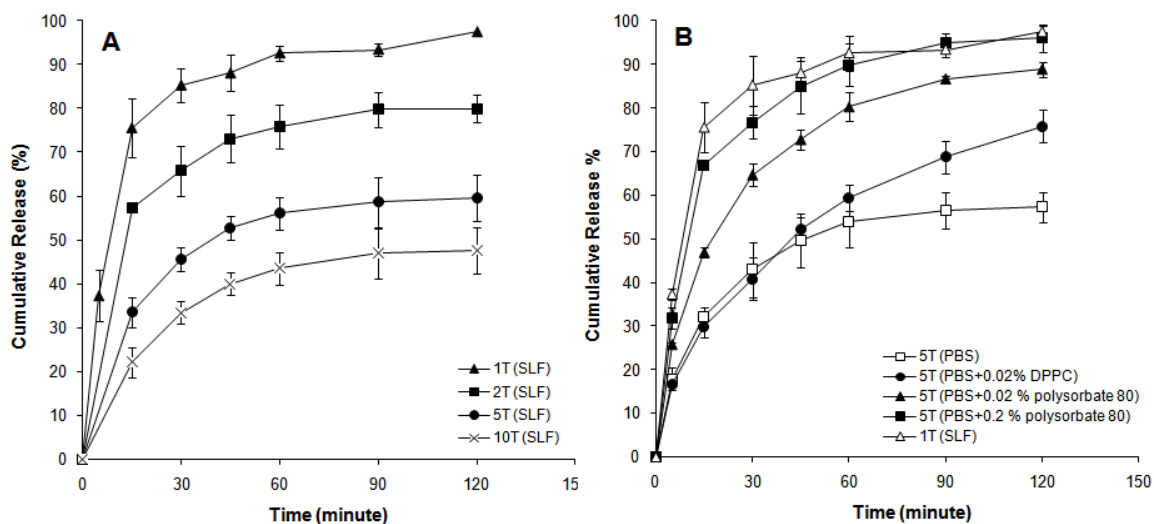 A
Cumulative Release (%)
100
90
80
70
60
50
40
30
20
10
0
0 30 60 90 120 15
Time (minute)
1T (SLF)
2T (SLF)
5T (SLF)
10T (SLF)
B
Cumulative Release %
100
90
80
70
60
50
40
30
20
10
0
0 30 60 90 120 150
Time (minute)
5T (PBS)
5T (PBS+0.02% DPPC)
5T (PBS+0.02 % polysorbate 80)
5T (PBS+0.2 % polysorbate 80)
1T (SLF)